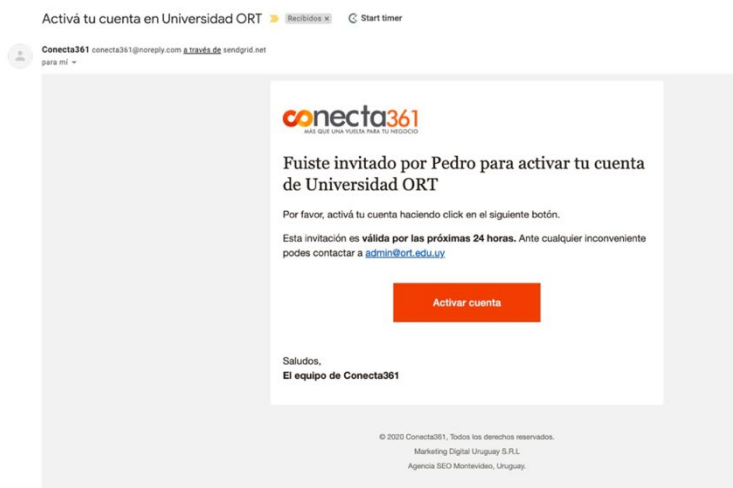 Activá tu cuenta en Universidad ORT Recibidos × Start timer
Conecta361 conecta361@noreply.com a través de sendgrid.net
para mí
conecta361
MÁS QUE UNA VUELTA PARA TU NEGOCIO
Fuiste invitado por Pedro para activar tu cuenta
de Universidad ORT
Por favor, activá tu cuenta haciendo click en el siguiente botón.
Esta invitación es válida por las próximas 24 horas. Ante cualquier inconveniente
podes contactar a admin@ort.edu.uy
Activar cuenta
Saludos,
El equipo de Conecta361
© 2020 Conecta361, Todos los derechos reservados.
Marketing Digital Uruguay S.R.L
Agencia SEO Montevideo, Uruguay.